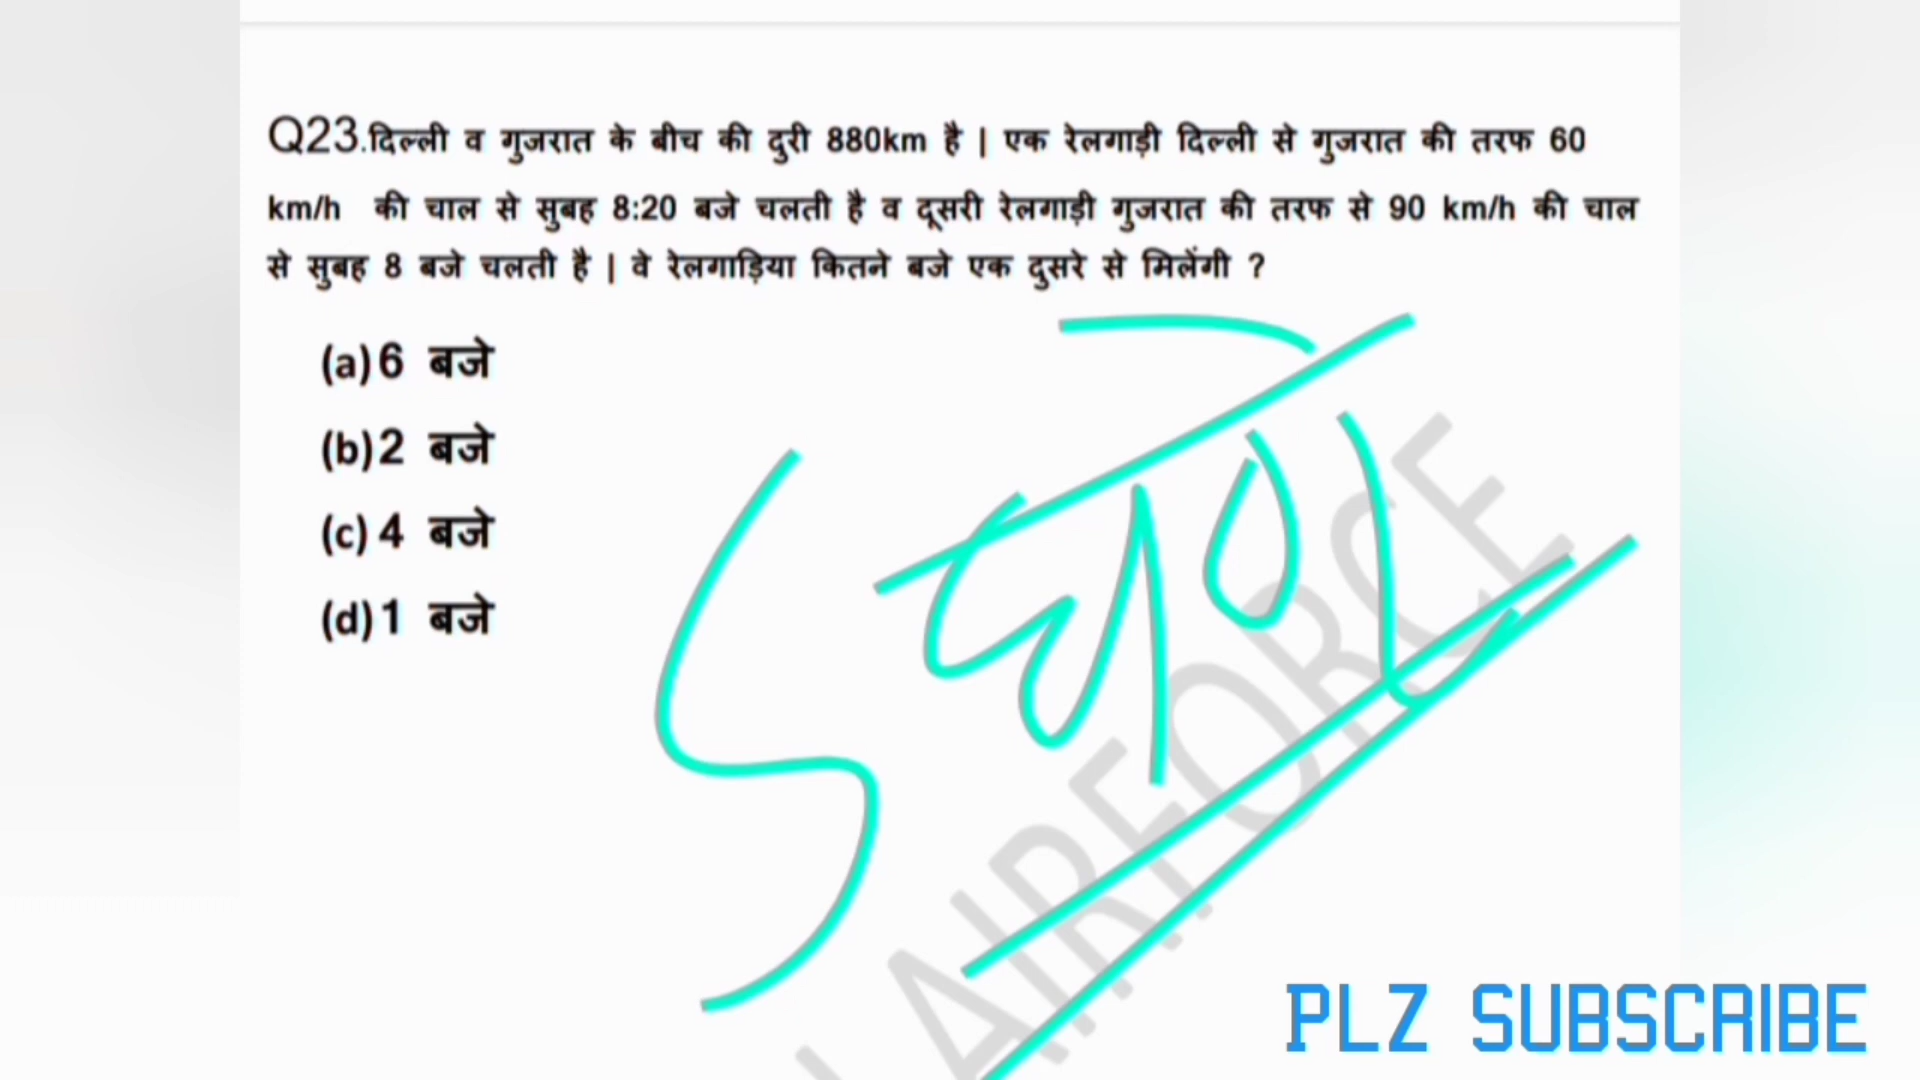 Q23.दिल्ली व गुजरात के बीच की दुरी 880km है | एक रेलगाड़ी दिल्ली से गुजरात की तरफ 60
km/h की चाल से सुबह 8:20 बजे चलती है व दूसरी रेलगाड़ी गुजरात की तरफ से 90 km/h की चाल
से सुबह 8 बजे चलती है | वे रेलगाड़िया कितने बजे एक दुसरे से मिलेंगी ?
(a) 6 बजे
(b) 2 बजे
(c) 4 बजे
(d) 1 बजे
AIRFORCE
PLZ SUBSCRIBE